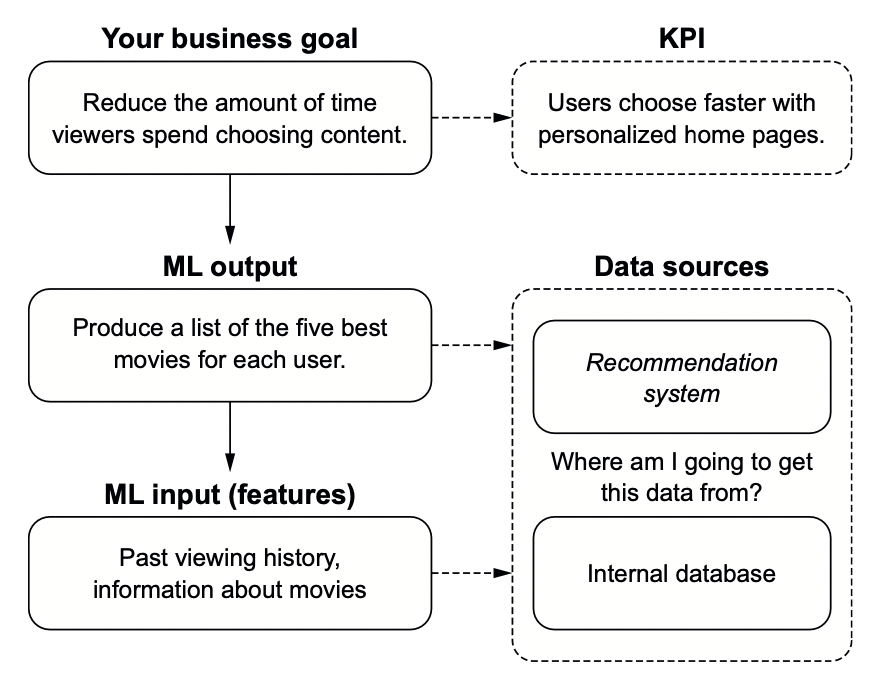 Your business goal
KPI
Reduce the amount of time
viewers spend choosing content.
Users choose faster with
personalized home pages.
ML output
Data sources
Produce a list of the five best
movies for each user.
Recommendation
system
Where am I going to get
this data from?
ML input (features)
Past viewing history,
information about movies
Internal database